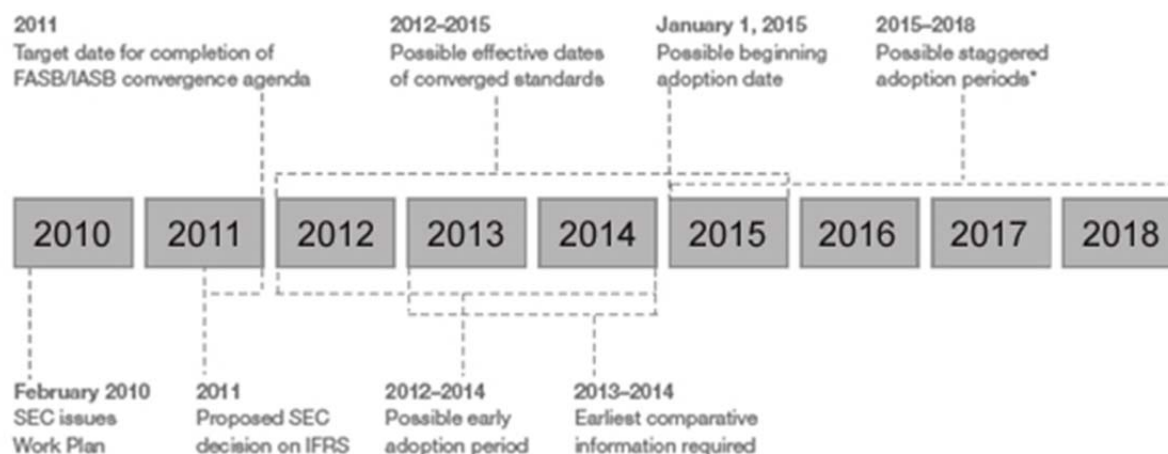 2011
Target date for completion of
FASB/IASB convergence agenda
2012–2015
Possible effective dates
of converged standards
January 1, 2015
Possible beginning
adoption date
2015–2018
Possible staggered
adoption periods*
2010
2011
2012
2013
2014
2015
2016
2017
2018
February 2010
SEC issues
Work Plan
2011
Proposed SEC
decision on IFRS
2012–2014
Possible early
adoption period
2013–2014
Earliest comparative
information required